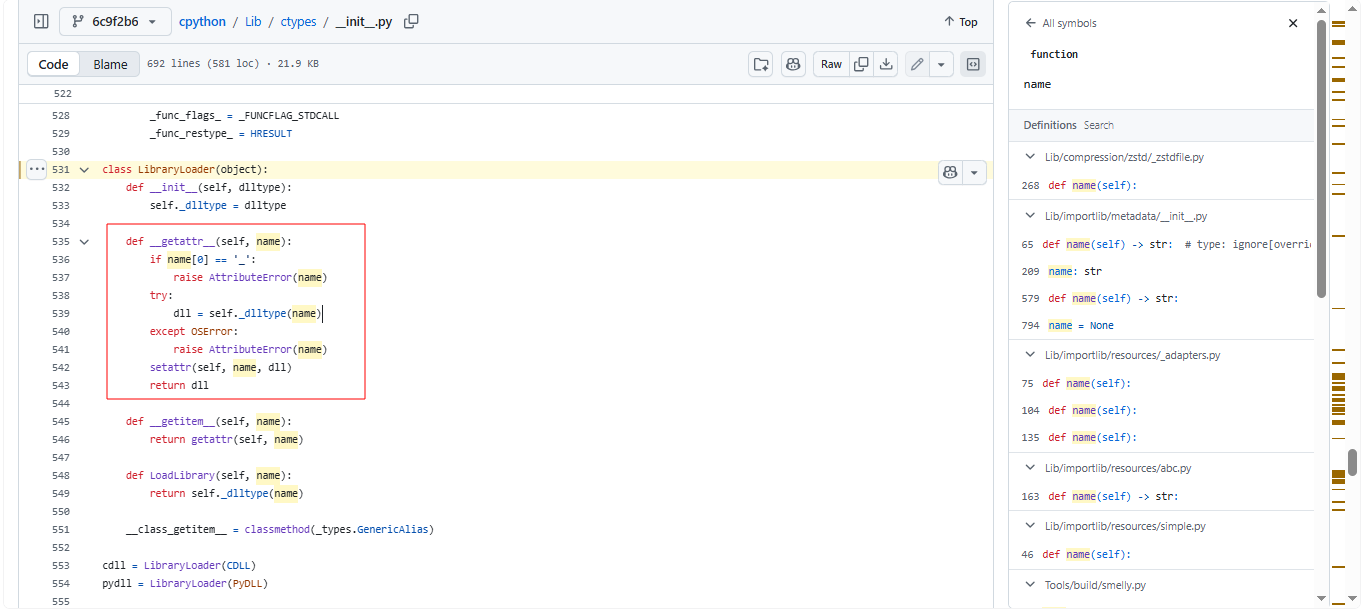 6c9f2b6
cpython / Lib / ctypes / __init__.py
Top
Code Blame 692 lines (581 loc) · 21.9 KB
Raw
522
528 _func_flags_ = _FUNCFLAG_STDCALL
529 _func_restype_ = HRESULT
530
531 class LibraryLoader(object):
532 def __init__(self, dlltype):
533 self._dlltype = dlltype
534
535 def __getattr__(self, name):
536 if name[0] == '_':
537 raise AttributeError(name)
538 try:
539 dll = self._dlltype(name)
540 except OSError:
541 raise AttributeError(name)
542 setattr(self, name, dll)
543 return dll
544
545 def __getitem__(self, name):
546 return getattr(self, name)
547
548 def LoadLibrary(self, name):
549 return self._dlltype(name)
550
551 __class_getitem__ = classmethod(_types.GenericAlias)
552
553 cdll = LibraryLoader(CDLL)
554 pydll = LibraryLoader(PyDLL)
555
All symbols
function
name
Definitions Search
Lib/compression/zstd/_zstdfile.py
268 def name(self):
Lib/importlib/metadata/__init__.py
65 def name(self) -> str: # type: ignore[overri
209 name: str
579 def name(self) -> str:
794 name = None
Lib/importlib/resources/_adapters.py
75 def name(self):
104 def name(self):
135 def name(self):
Lib/importlib/resources/abc.py
163 def name(self) -> str:
Lib/importlib/resources/simple.py
46 def name(self):
Tools/build/smelly.py